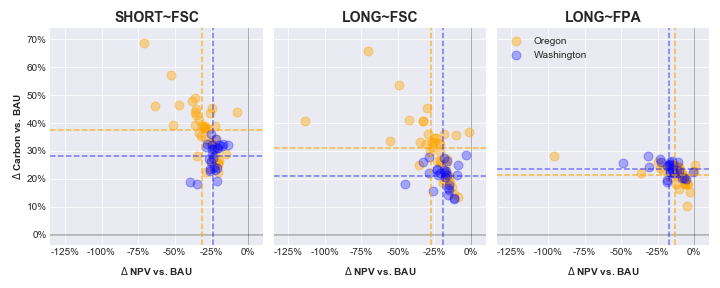 SHORT~FSC
LONG~FSC
LONG~FPA
Oregon
Washington
Δ Carbon vs. BAU
70%
60%
50%
40%
30%
20%
10%
0%
-125% -100% -75% -50% -25% 0%
-125% -100% -75% -50% -25% 0%
-125% -100% -75% -50% -25% 0%
Δ NPV vs. BAU
Δ NPV vs. BAU
Δ NPV vs. BAU